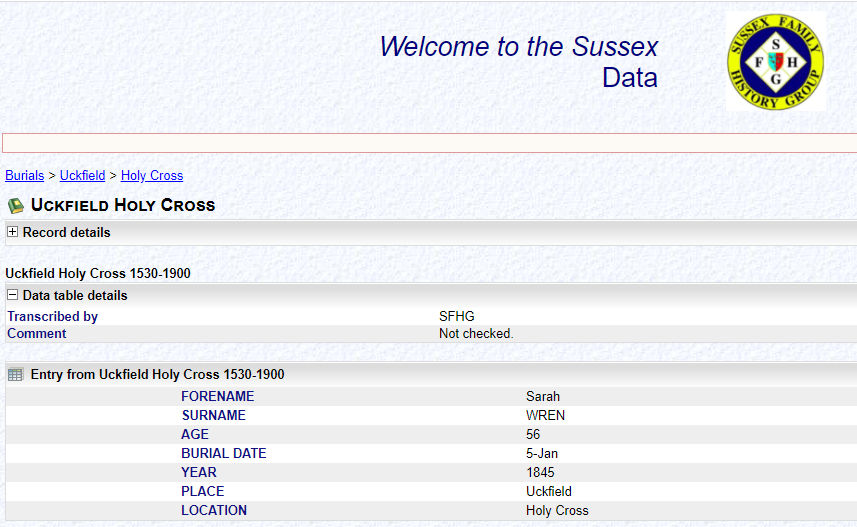 Welcome to the Sussex
Data
SUSSEX FAMILY
HISTORY GROUP
S
F H
G
Burials > Uckfield > Holy Cross
UCKFIELD HOLY CROSS
Record details
Uckfield Holy Cross 1530-1900
Data table details
Transcribed by SFHG
Comment Not checked.
Entry from Uckfield Holy Cross 1530-1900
FORENAME Sarah
SURNAME WREN
AGE 56
BURIAL DATE 5-Jan
YEAR 1845
PLACE Uckfield
LOCATION Holy Cross